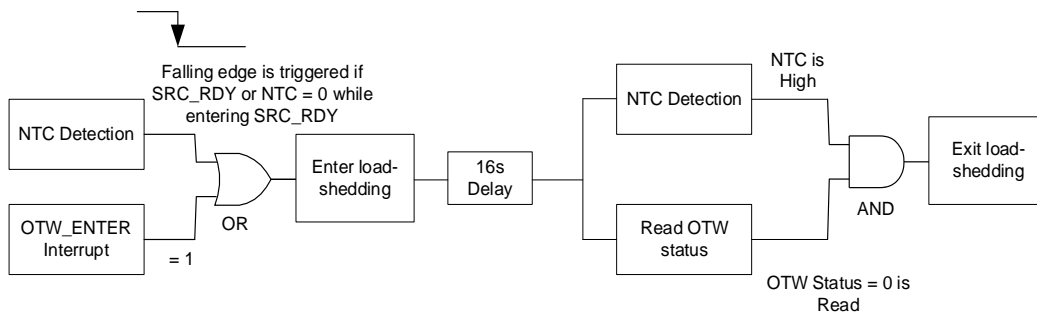 Falling edge is triggered if
SRC_RDY or NTC = 0 while
entering SRC_RDY
NTC Detection
OTW_ENTER
Interrupt
= 1
OR
Enter load-
shedding
16s
Delay
NTC Detection
NTC is
High
Read OTW
status
OTW Status = 0 is
Read
AND
Exit load-
shedding